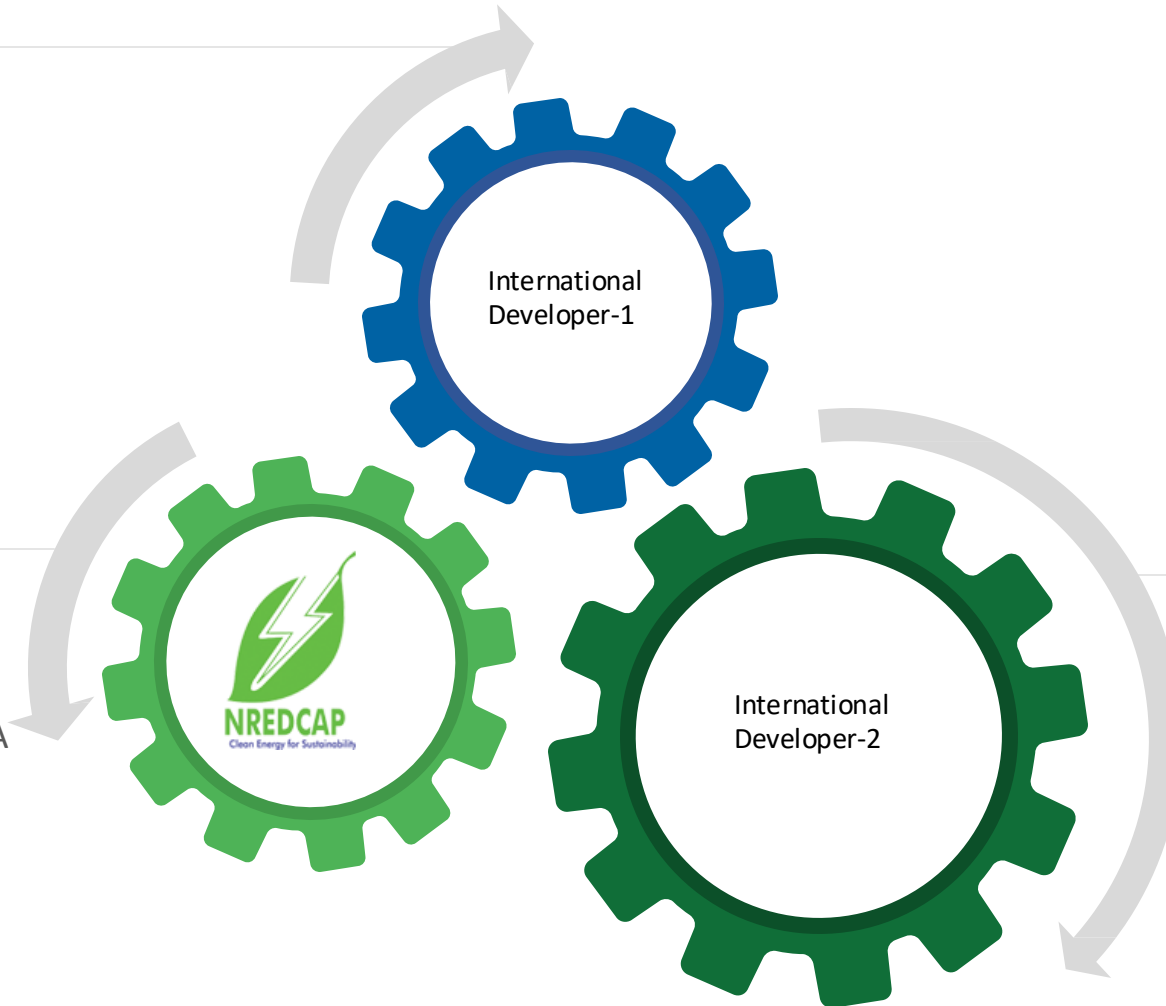 International
Developer-1
NREDCAP
Clean Energy for Sustainability
A
International
Developer-2